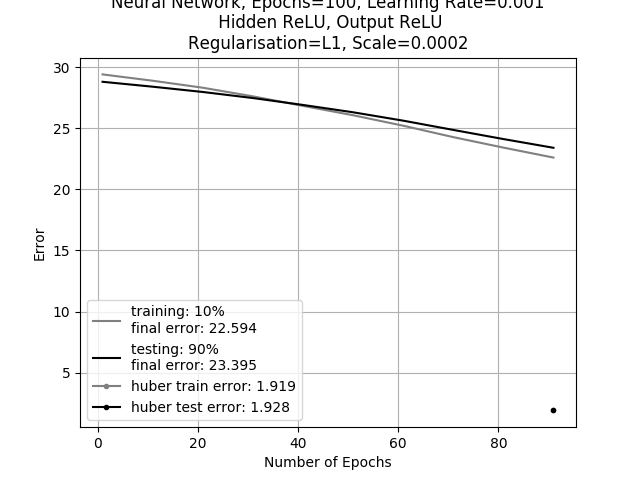 Neural Network, Epochs=100, Learning Rate=0.001
Hidden ReLU, Output ReLU
Regularisation=L1, Scale=0.0002
30
25
20
15
10
5
Error
training: 10%
final error: 22.594
testing: 90%
final error: 23.395
huber train error: 1.919
huber test error: 1.928
0
20
40
60
80
Number of Epochs